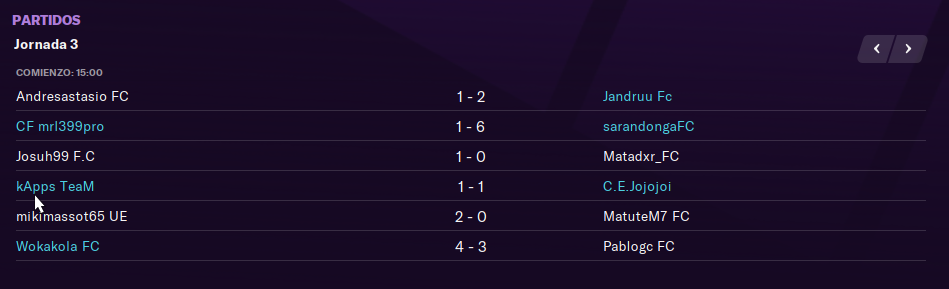 PARTIDOS
Jornada 3
COMIENZO: 15:00
Andresastasio FC 1 - 2 Jandruu Fc
CF mrl399pro 1 - 6 sarandongaFC
Josuh99 F.C 1 - 0 Matadxr_FC
kApps TeaM 1 - 1 C.E.Jojojoi
mikimassot65 UE 2 - 0 MatuteM7 FC
Wokakola FC 4 - 3 Pablogc FC